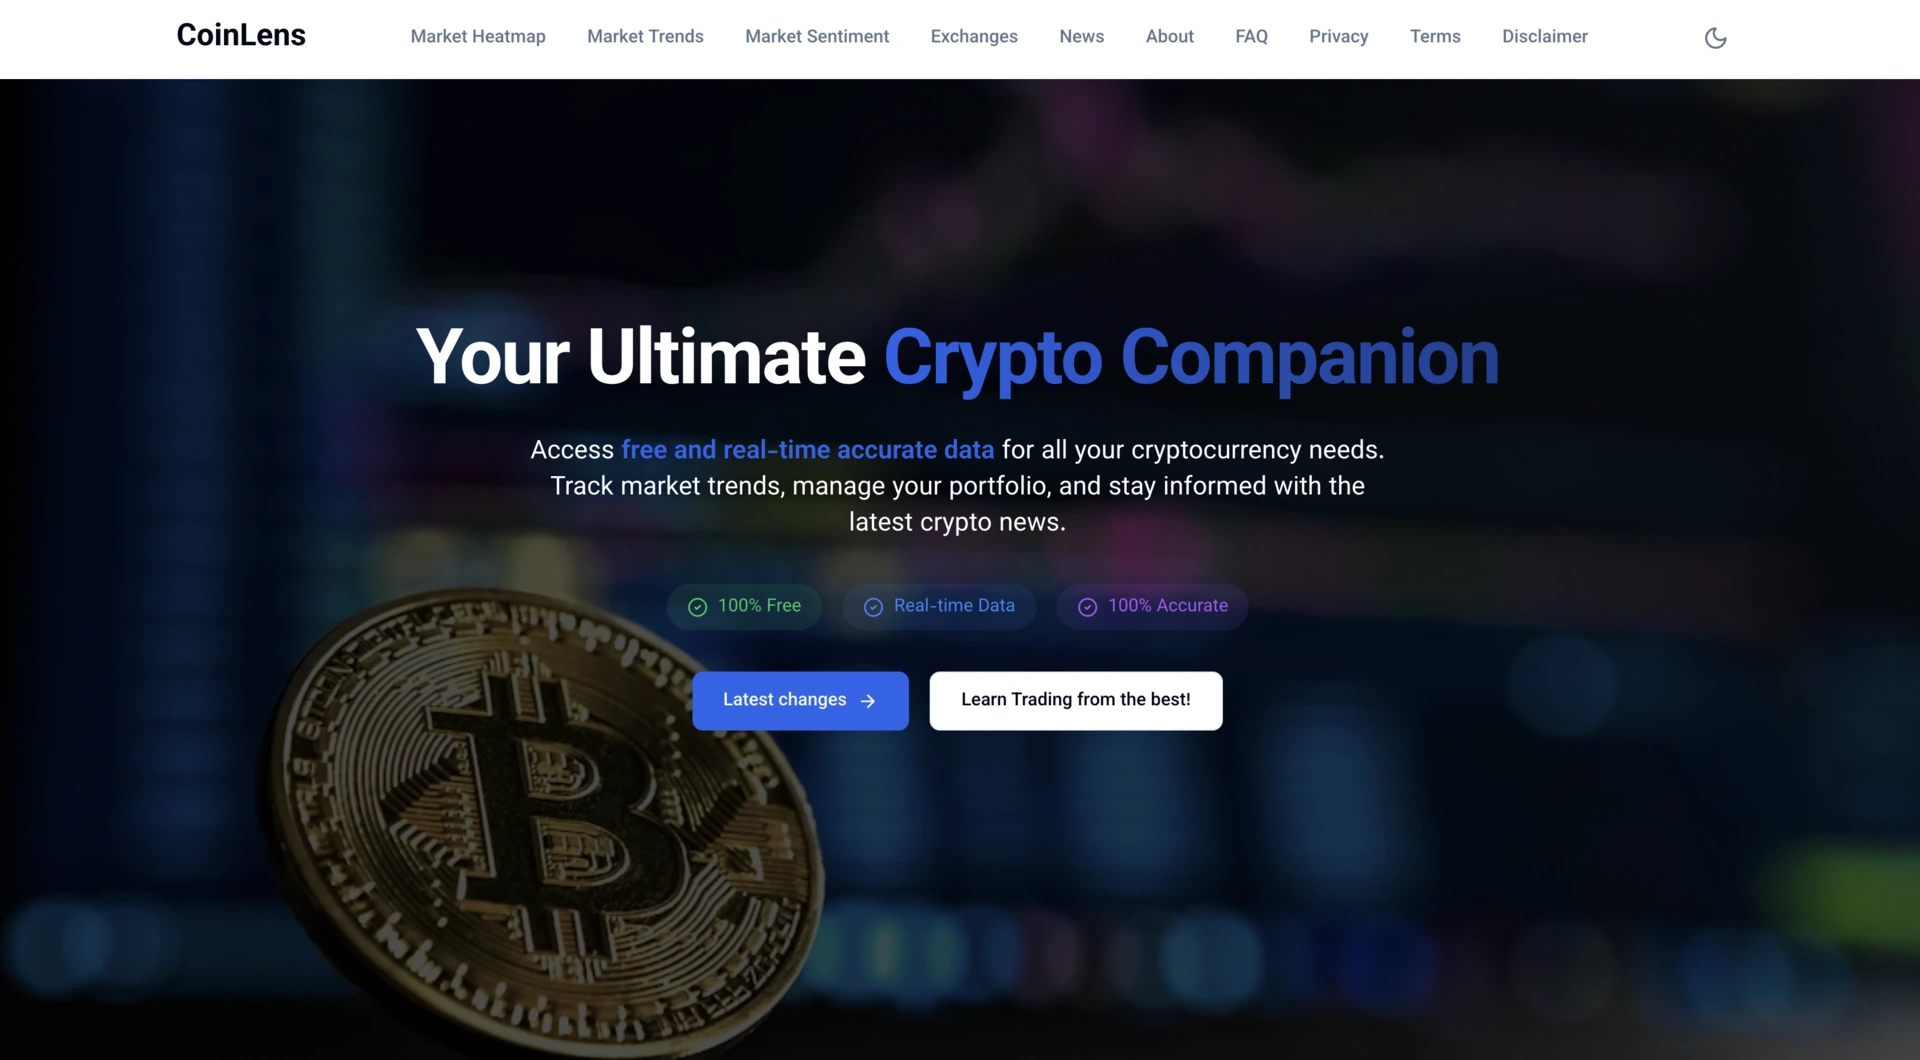 CoinLens
Market Heatmap
Market Trends
Market Sentiment
Exchanges
News
About
FAQ
Privacy
Terms
Disclaimer
Your Ultimate Crypto Companion
Access free and real-time accurate data for all your cryptocurrency needs.
Track market trends, manage your portfolio, and stay informed with the
latest crypto news.
100% Free
Real-time Data
100% Accurate
Latest changes
Learn Trading from the best!